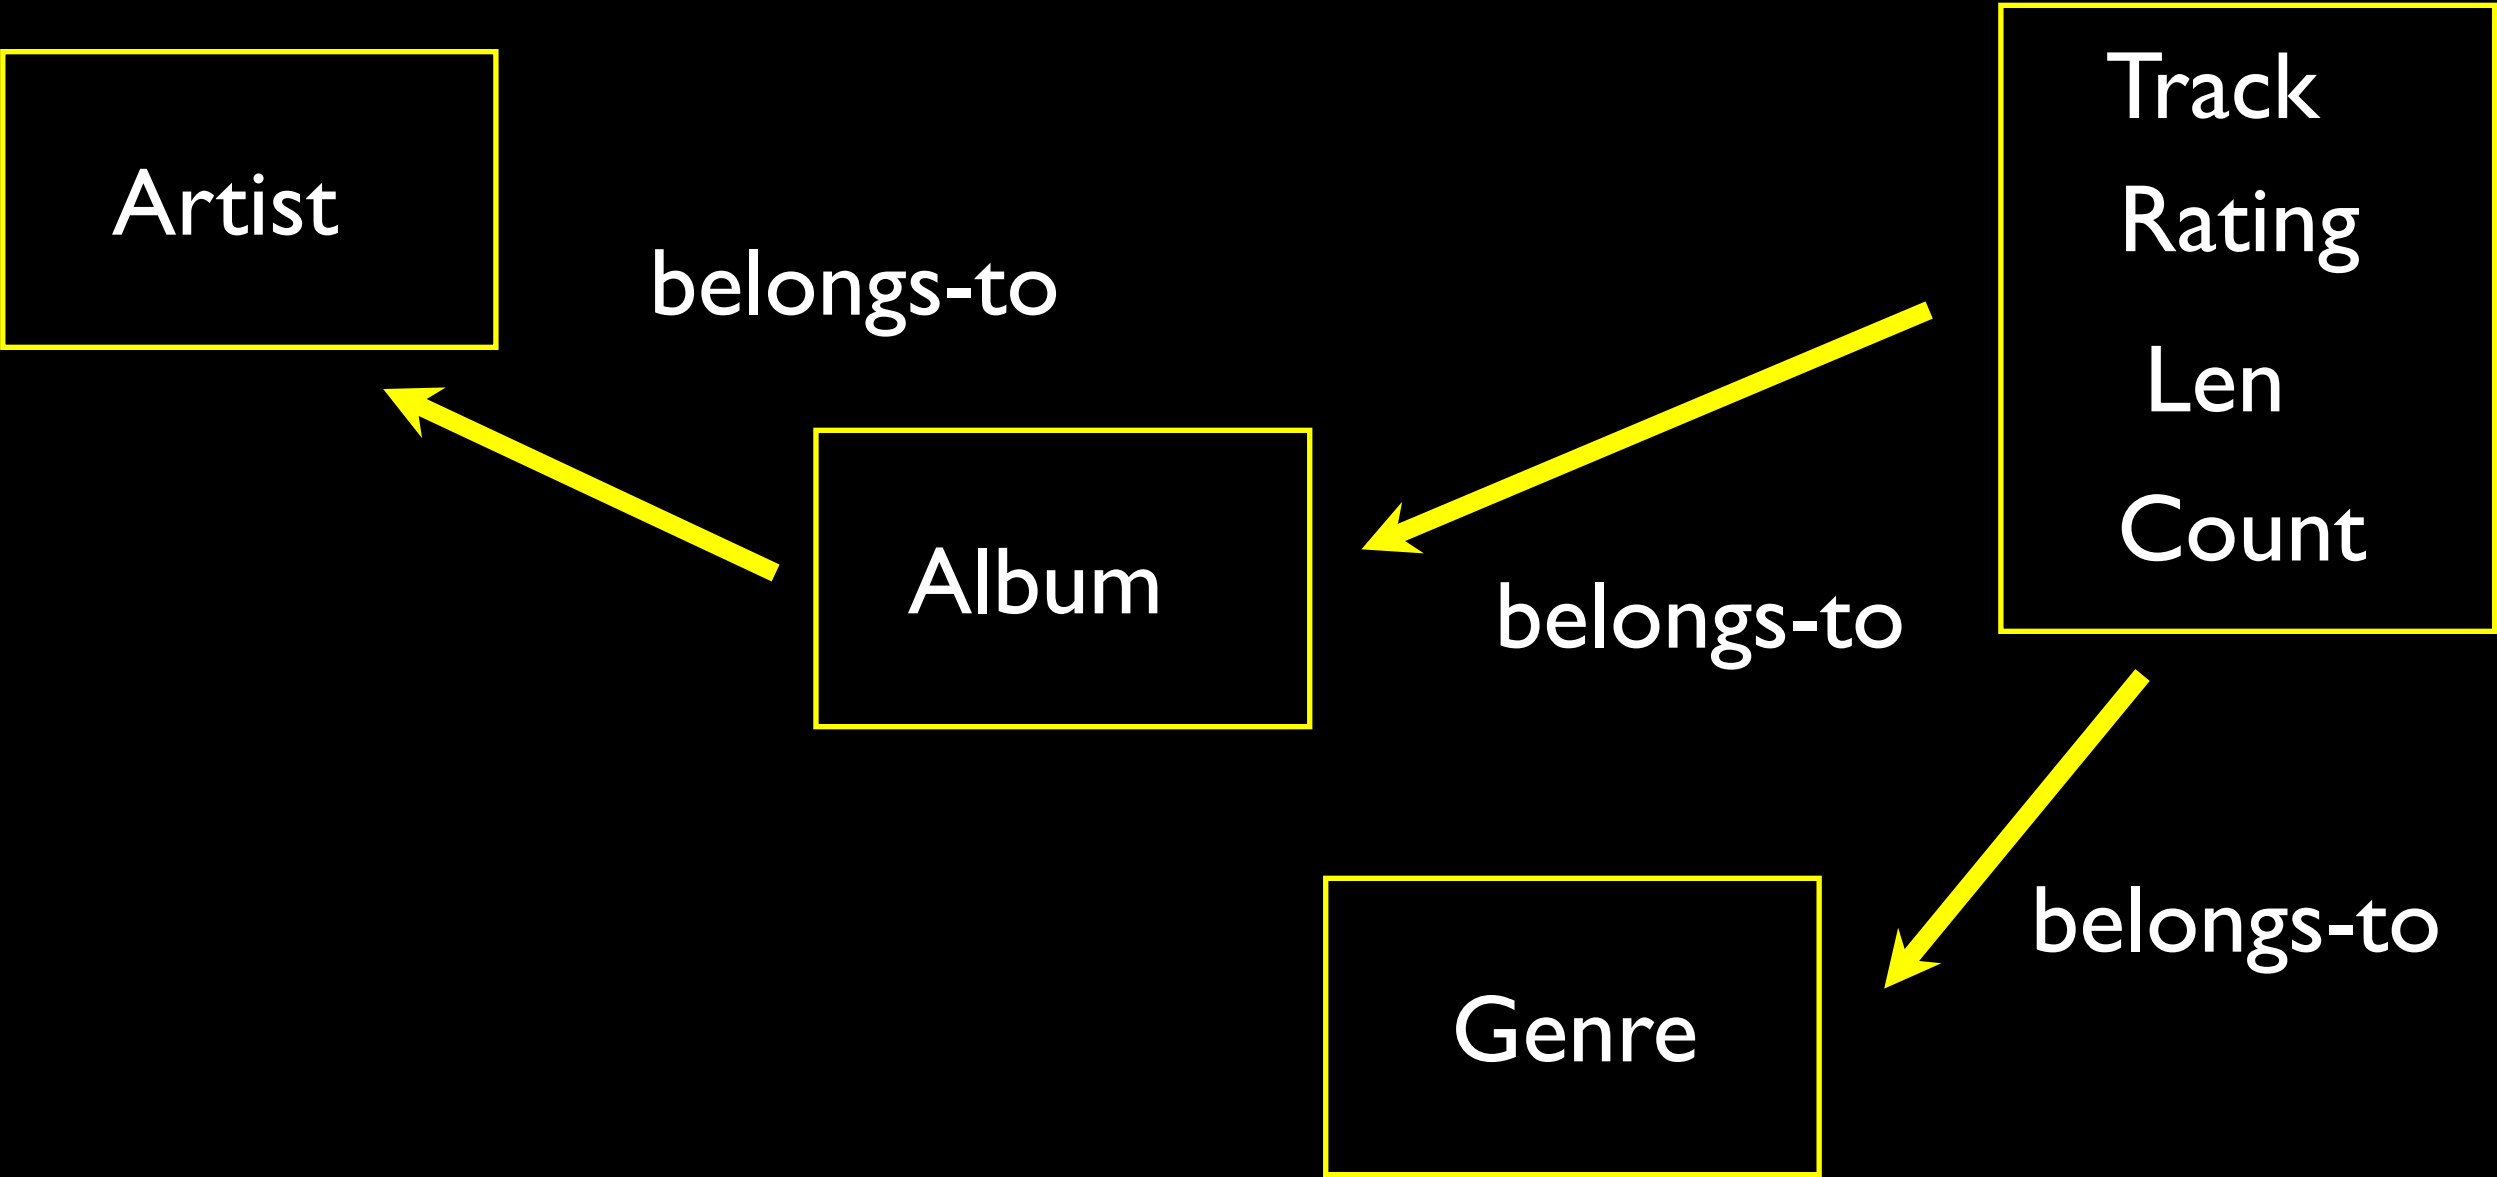 Artist
belongs-to
Album
belongs-to
Track
Rating
Len
Count
belongs-to
Genre